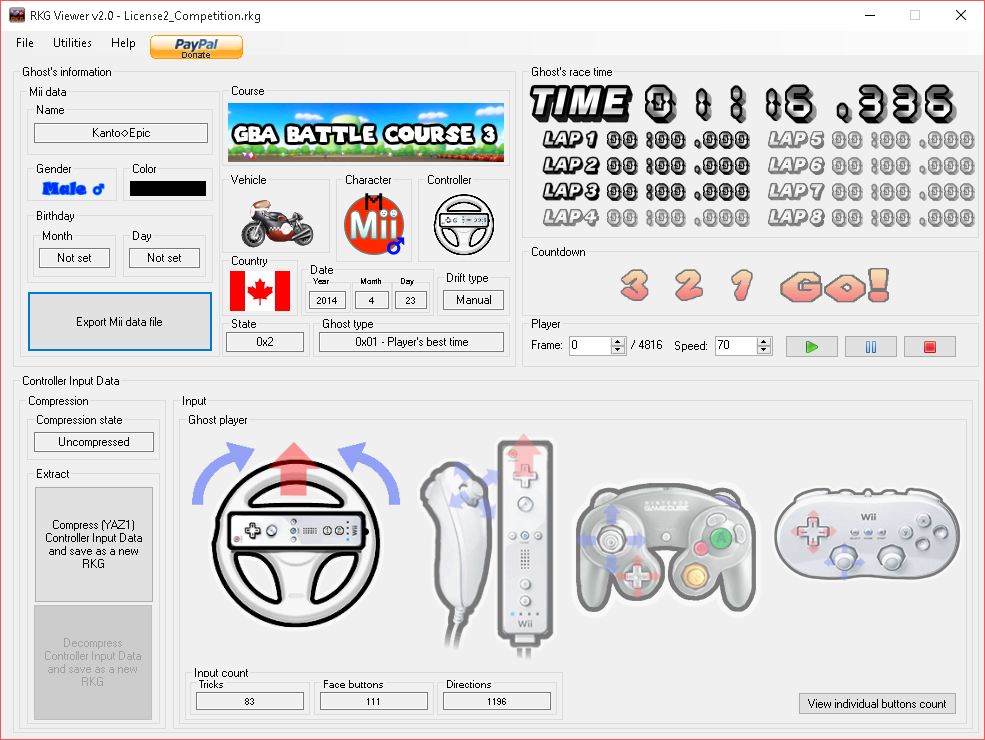 RKG Viewer v2.0 - License2_Competition.rkg
File Utilities Help PayPal Donate
Ghost's information
Mii data
Name
Kanto◇Epic
Gender Color
Male ♂
Birthday
Month Day
Not set Not set
Export Mii data file
Course
GBA BATTLE COURSE 3
Vehicle Character Controller
M
Mii
Country
Date
Year Month Day
2014 4 23
Drift type
Manual
State
0x2
Ghost type
0x01 - Player's best time
Ghost's race time
TIME 0 1 : 16 .336
LAP 1 00 :00 .000 LAP 5 00 :00 .000
LAP 2 00 :00 .000 LAP 6 00 :00 .000
LAP 3 00 :00 .000 LAP 7 00 :00 .000
LAP 4 00 :00 .000 LAP 8 00 :00 .000
Countdown
3 2 1 GO!
Player
Frame: 0 / 4816 Speed: 70
Controller Input Data
Compression
Compression state
Uncompressed
Extract
Compress (YAZ1)
Controller Input Data
and save as a new
RKG
Decompress
Controller Input Data
and save as a new
RKG
Input
Ghost player
Wii
Wii
NINTENDO
GAMECUBE
A
Wii
Input count
Tricks Face buttons Directions
83 111 1196
View individual buttons count